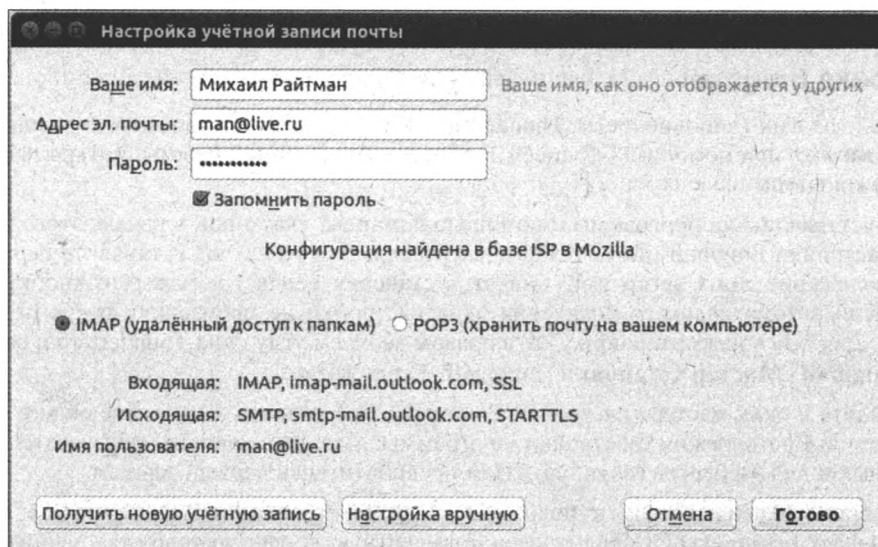 Настройка учётной записи почты
Ваше имя: Михаил Райтман Ваше имя, как оно отображается у других
Адрес эл. почты: man@live.ru
Пароль: ••••••••••••
Запомнить пароль
Конфигурация найдена в базе ISP в Mozilla
IMAP (удалённый доступ к папкам) POP3 (хранить почту на вашем компьютере)
Входящая: IMAP, imap-mail.outlook.com, SSL
Исходящая: SMTP, smtp-mail.outlook.com, STARTTLS
Имя пользователя: man@live.ru
Получить новую учётную запись Настройка вручную Отмена Готово